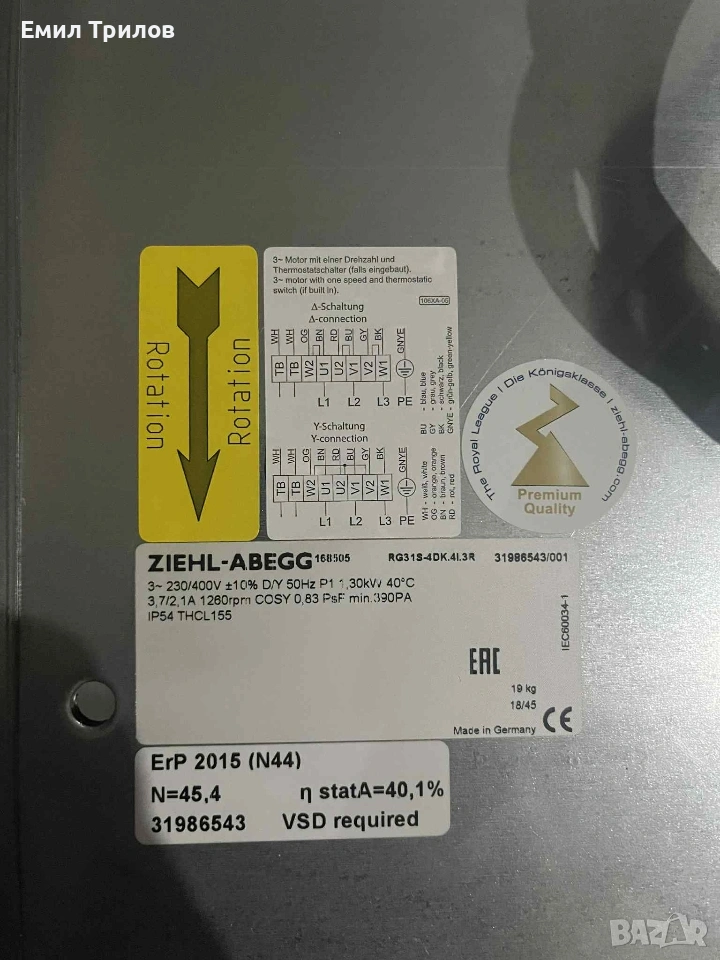 Емил Трилов
Rotation
Rotation
3~ Motor mit einer Drehzahl und
Thermostatschalter (falls eingebaut).
3~ motor with one speed and thermostatic
switch (if built in).
106XA-05
Δ-Schaltung
Δ-connection
WH WH OG BN RD BU GY BK GNYE
TB TB W2 U1 U2 V1 V2 W1
L1 L2 L3 PE
Y-Schaltung
Y-connection
WH WH OG BN RD BU GY BK GNYE
TB TB W2 U1 U2 V1 V2 W1
L1 L2 L3 PE
WH - weiß, white
OG - orange, orange
BN - braun, brown
RD - rot, red
BU - blau, blue
GY - grau, grey
BK - schwarz, black
GNYE - grün-gelb, green-yellow
The Royal League | Die Königsklasse | ziehl-abegg.com
Premium
Quality
ZIEHL-ABEGG 168505 RG31S-4DK.4I.3R 31986543/001
3~ 230/400V ±10% D/Y 50Hz P1 1,30kW 40°C
3,7/2,1A 1260rpm COSY 0,83 PsF min.390PA
IP54 THCL155
IEC60034-1
EAC
19 kg
18/45
Made in Germany CE
ErP 2015 (N44)
N=45,4 η statA=40,1%
31986543 VSD required
BAZAR